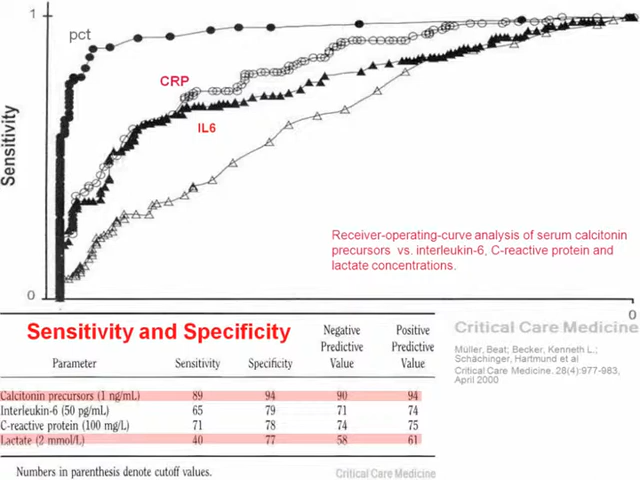 1
pct
CRP
IL6
Sensitivity
Receiver-operating-curve analysis of serum calcitonin
precursors vs. interleukin-6, C-reactive protein and
lactate concentrations.
0
0
Sensitivity and Specificity
Parameter Sensitivity Specificity Negative Predictive Value Positive Predictive Value
Calcitonin precursors (1 ng/mL) 89 94 90 94
Interleukin-6 (50 pg/mL) 65 79 71 74
C-reactive protein (100 mg/L) 71 78 74 75
Lactate (2 mmol/L) 40 77 58 61
Numbers in parenthesis denote cutoff values.
Critical Care Medicine
Critical Care Medicine
Müller, Beat; Becker, Kenneth L.;
Schächinger, Hartmund et al
Critical Care Medicine. 28(4):977-983,
April 2000